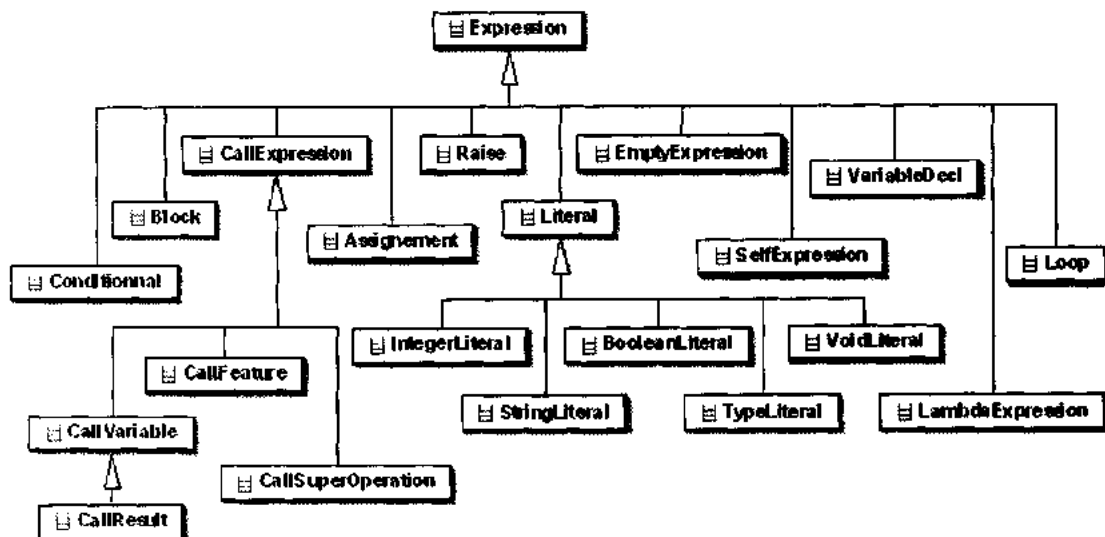 Expression
CallExpression
Raise
EmptyExpression
VariableDecl
Block
Literal
Assignement
SelfExpression
Loop
Conditionnal
IntegerLiteral
BooleanLiteral
VoidLiteral
CallFeature
StringLiteral
TypeLiteral
LambdaExpression
CallVariable
CallSuperOperation
CallResult